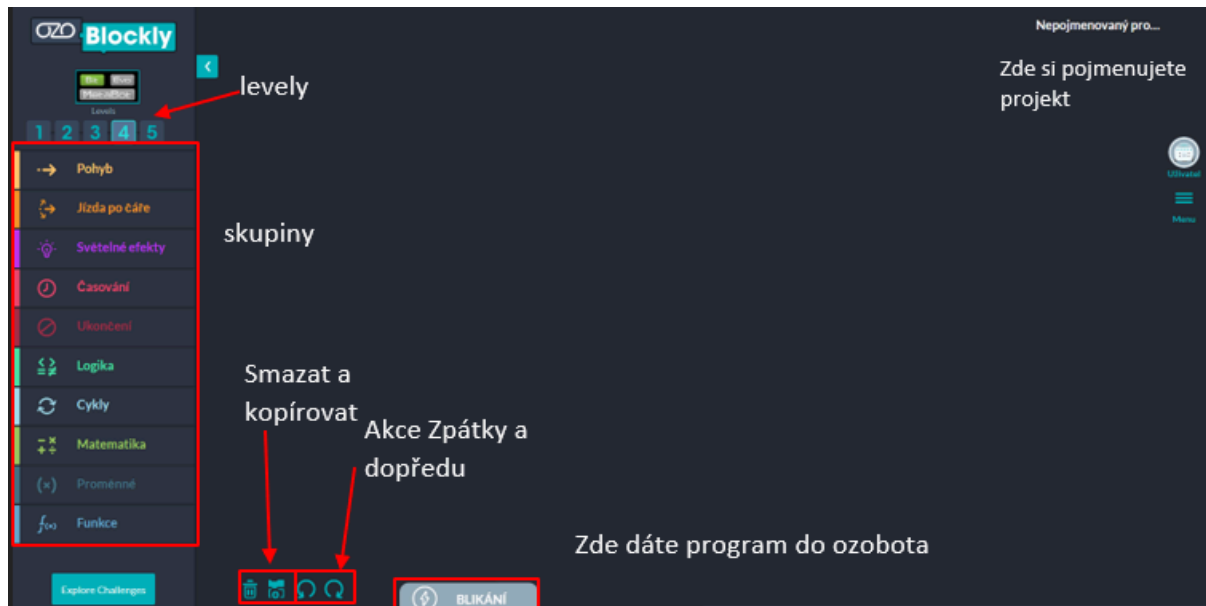 OZO Blockly
Bit Evo
Levels
1 2 3 4 5
levely
Nepojmenovaný pro...
Zde si pojmenujete
projekt
Uživatel
Menu
Pohyb
Jízda po čáře
Světelné efekty
Časování
Ukončení
Logika
Cykly
Matematika
(×) Proměnné
f(x) Funkce
skupiny
Smazat a
kopírovat
Akce Zpátky a
dopředu
Zde dáte program do ozobota
Explore Challenges
BLIKÁNÍ